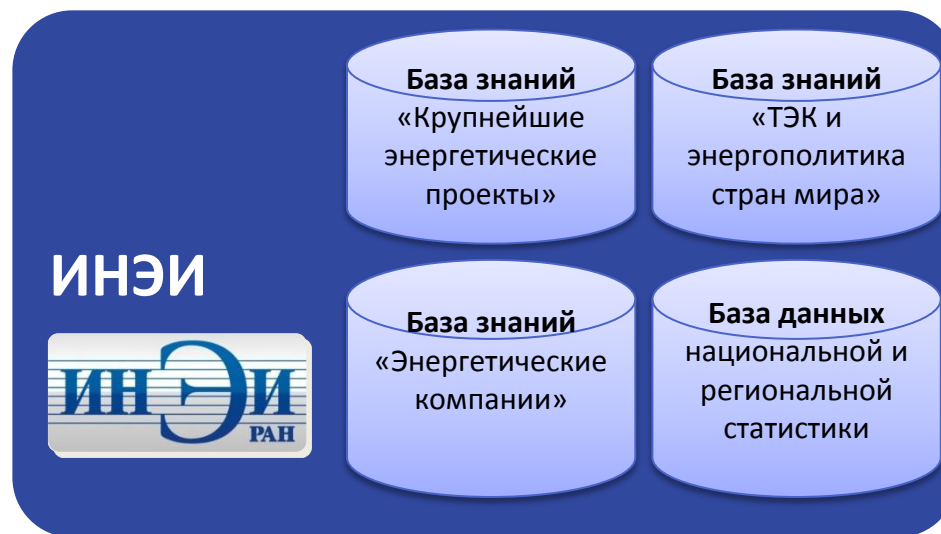 База знаний
«Крупнейшие
энергетические
проекты»
База знаний
«ТЭК и
энергополитика
стран мира»
ИНЭИ
ИНЭИ
РАН
База знаний
«Энергетические
компании»
База данных
национальной и
региональной
статистики